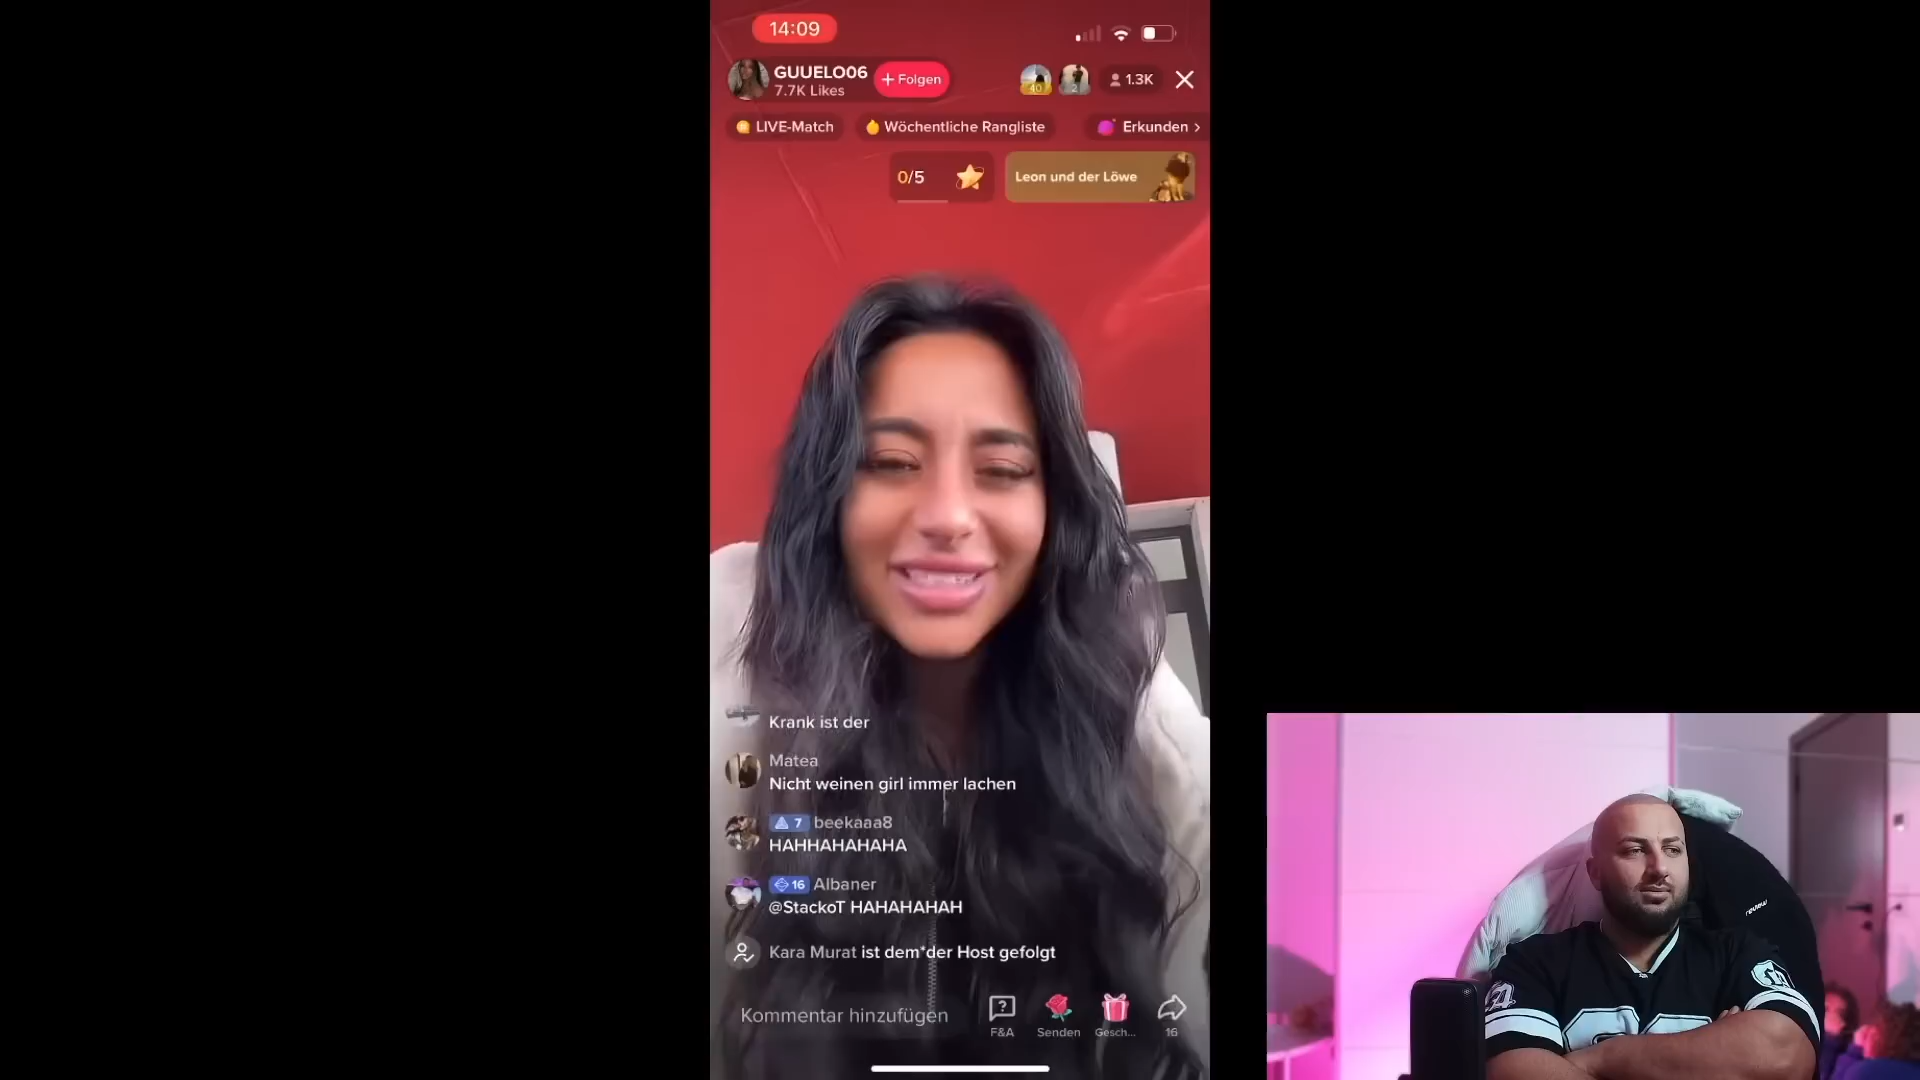 14:09
GUUELO06
7.7K Likes
+ Folgen
40
2
1.3K
LIVE-Match
Wöchentliche Rangliste
Erkunden >
0/5
Leon und der Löwe
Krank ist der
Matea
Nicht weinen girl immer lachen
7 beekaaa8
HAHHAHAHAHA
16 Albaner
@StackoT HAHAHAHAH
Kara Murat ist dem*der Host gefolgt
Kommentar hinzufügen
F&A
Senden
Gesch...
16